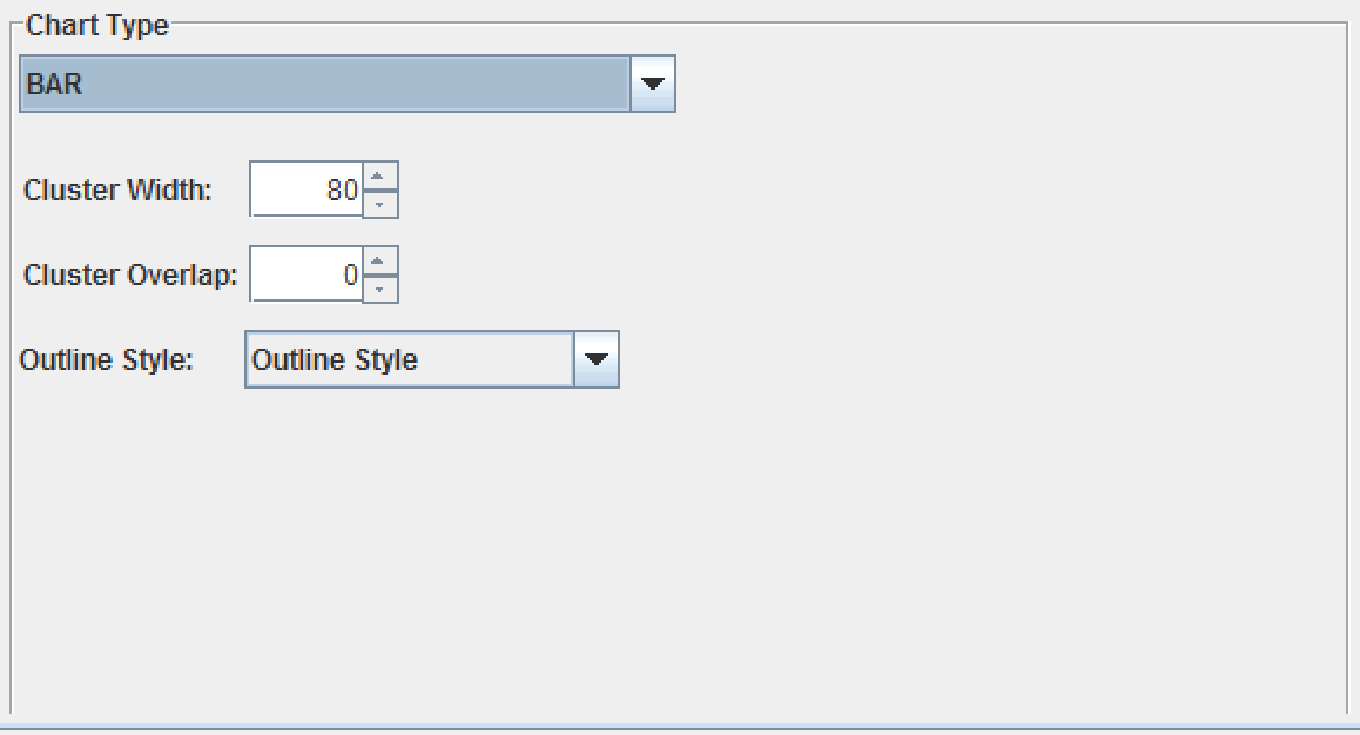 Chart Type
BAR
Cluster Width: 80
Cluster Overlap: 0
Outline Style: Outline Style